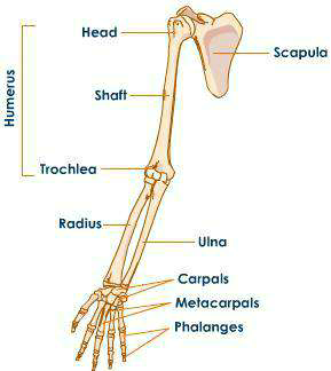 Head
Scapula
Humerus
Shaft
Trochlea
Radius
Ulna
Carpals
Metacarpals
Phalanges